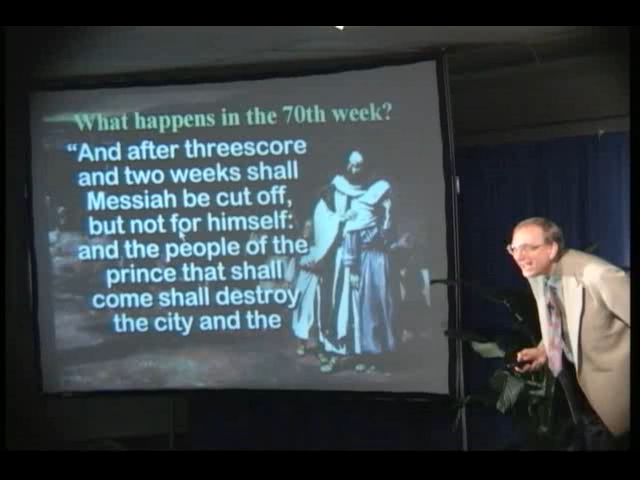 What happens in the 70th week?
“And after threescore
and two weeks shall
Messiah be cut off,
but not for himself:
and the people of the
prince that shall
come shall destroy
the city and the